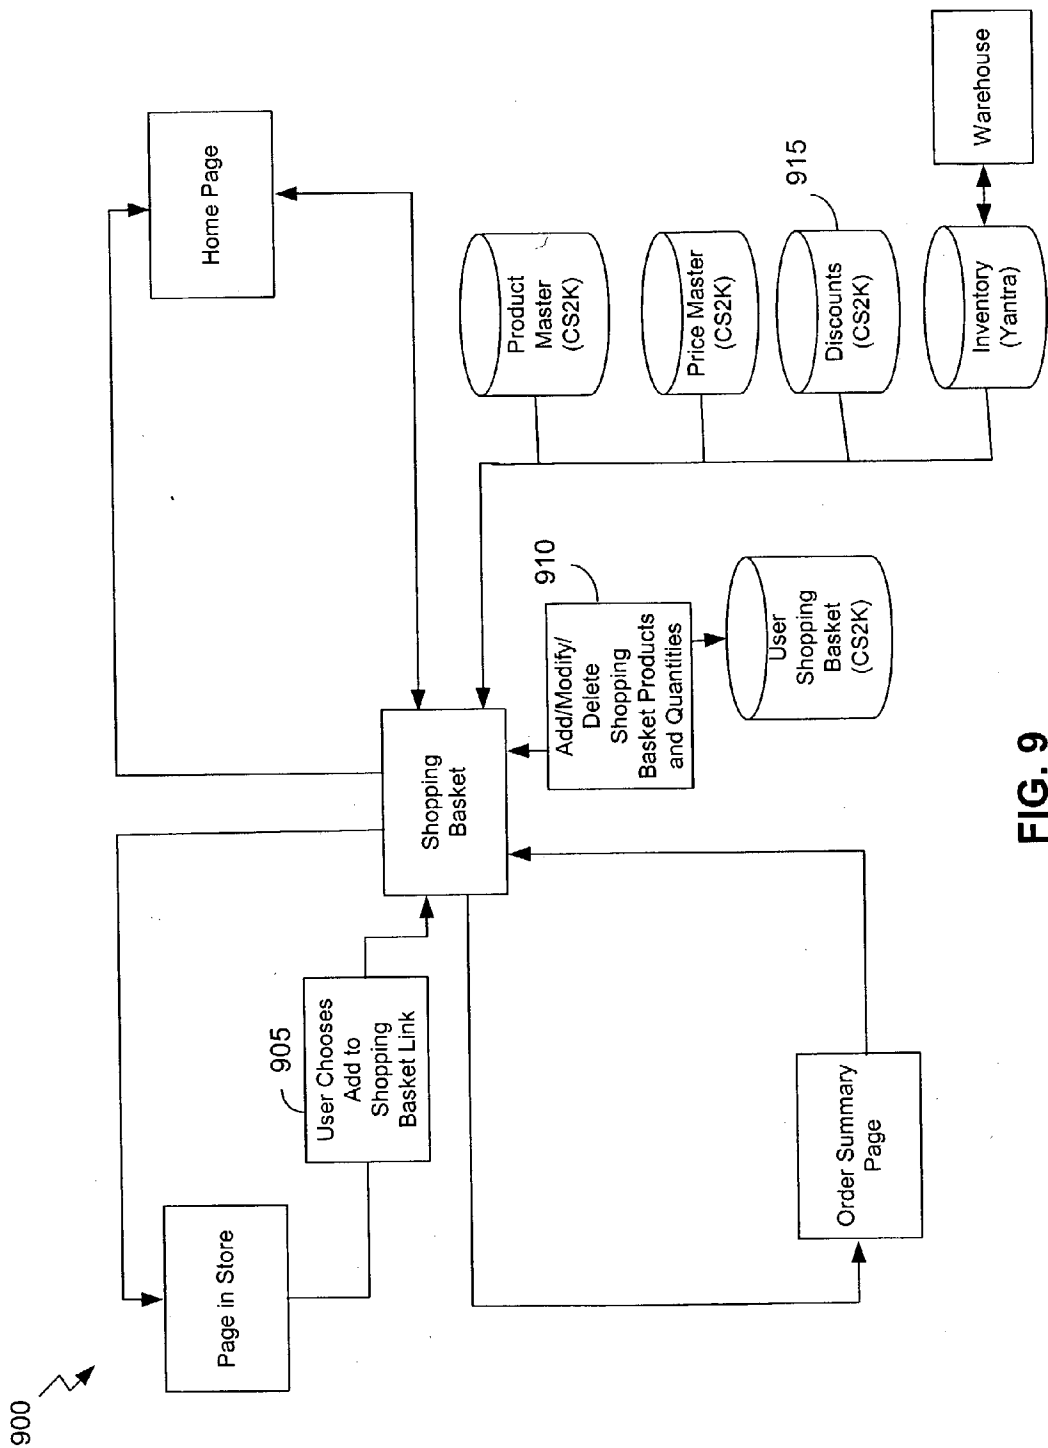 900
Page in Store
Home Page
905
User Chooses
Add to
Shopping
Basket Link
Shopping
Basket
910
Add/Modify/
Delete
Shopping
Basket Products
and Quantities
Product
Master
(CS2K)
Price Master
(CS2K)
915
Discounts
(CS2K)
Inventory
(Yantra)
Warehouse
User
Shopping
Basket
(CS2K)
Order Summary
Page
FIG. 9